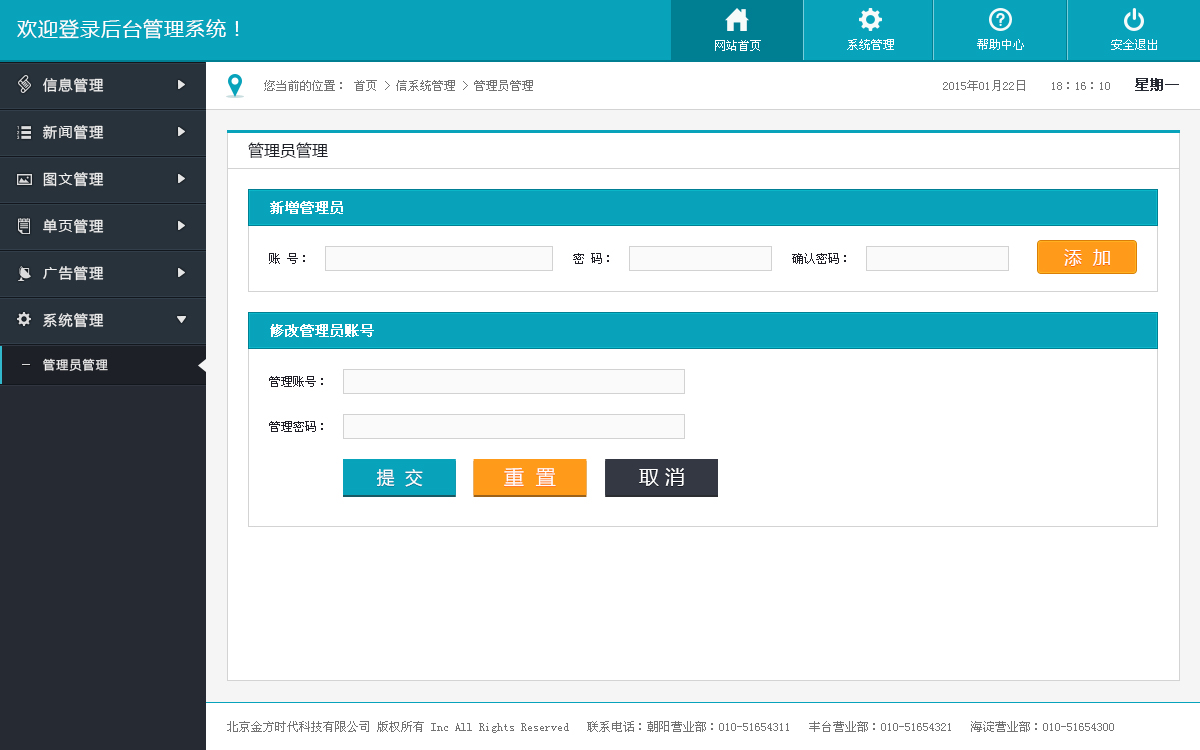 欢迎登录后台管理系统！
网站首页 系统管理 帮助中心 安全退出
信息管理
新闻管理
图文管理
单页管理
广告管理
系统管理
管理员管理
您当前的位置： 首页 > 信系统管理 > 管理员管理 2015年01月22日 18：16：10 星期一
管理员管理
新增管理员
账 号： 密 码： 确认密码： 添 加
修改管理员账号
管理账号：
管理密码：
提 交 重 置 取消
北京金方时代科技有限公司 版权所有 Inc All Rights Reserved 联系电话：朝阳营业部：010-51654311 丰台营业部：010-51654321 海淀营业部：010-51654300